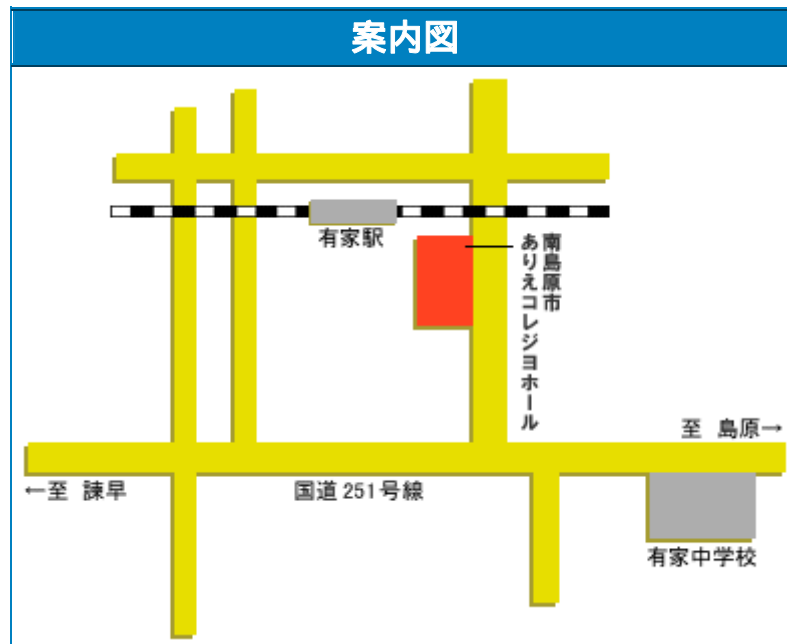 案内図
有家駅
南島原市
ありえコレジヨホール
至 島原→
←至 諫早
国道251号線
有家中学校